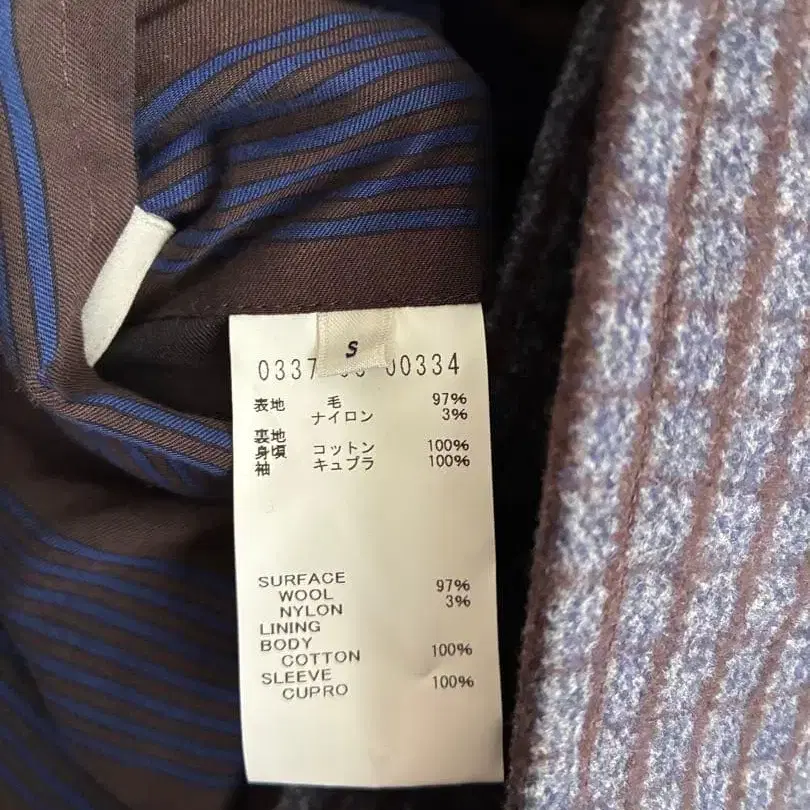 S
0337 00334
表地 毛 97%
ナイロン 3%
裏地
身頃 コットン 100%
袖 キュプラ 100%
SURFACE
WOOL 97%
NYLON 3%
LINING
BODY
COTTON 100%
SLEEVE
CUPRO 100%